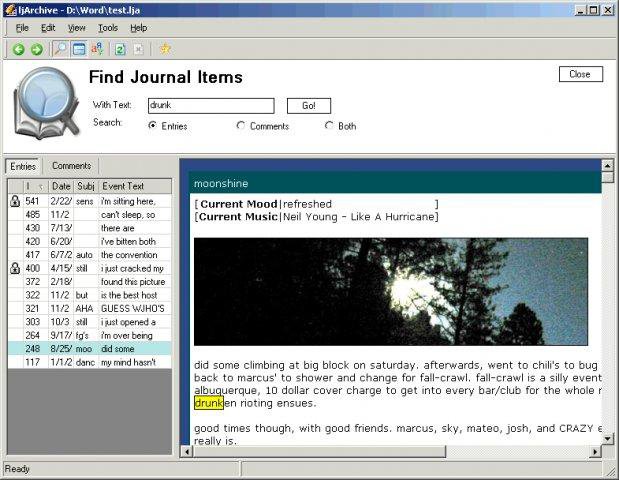 ljArchive - D:\Word\test.lja
File Edit View Tools Help
Find Journal Items
Close
With Text: drunk Go!
Search: Entries Comments Both
Entries Comments
I Date Subj Event Text
541 2/22/ sens i'm sitting here,
485 11/2 can't sleep, so
430 7/13/ there are
420 6/20/ i've bitten both
417 6/7/2 auto the convention
400 4/15/ still i just cracked my
372 2/18/ found this picture
322 11/2 but is the best host
321 11/2 AHA GUESS WJHO'S
303 10/3 still i just opened a
264 9/17/ fg's i'm over being
248 8/25/ moo did some
117 1/1/2 danc my mind hasn't
moonshine
[Current Mood|refreshed ]
[Current Music|Neil Young - Like A Hurricane]
did some climbing at big block on saturday. afterwards, went to chili's to bug
back to marcus' to shower and change for fall-crawl. fall-crawl is a silly event
albuquerque, 10 dollar cover charge to get into every bar/club for the whole
drunken rioting ensues.
good times though, with good friends. marcus, sky, mateo, josh, and CRAZY
really is.
Ready